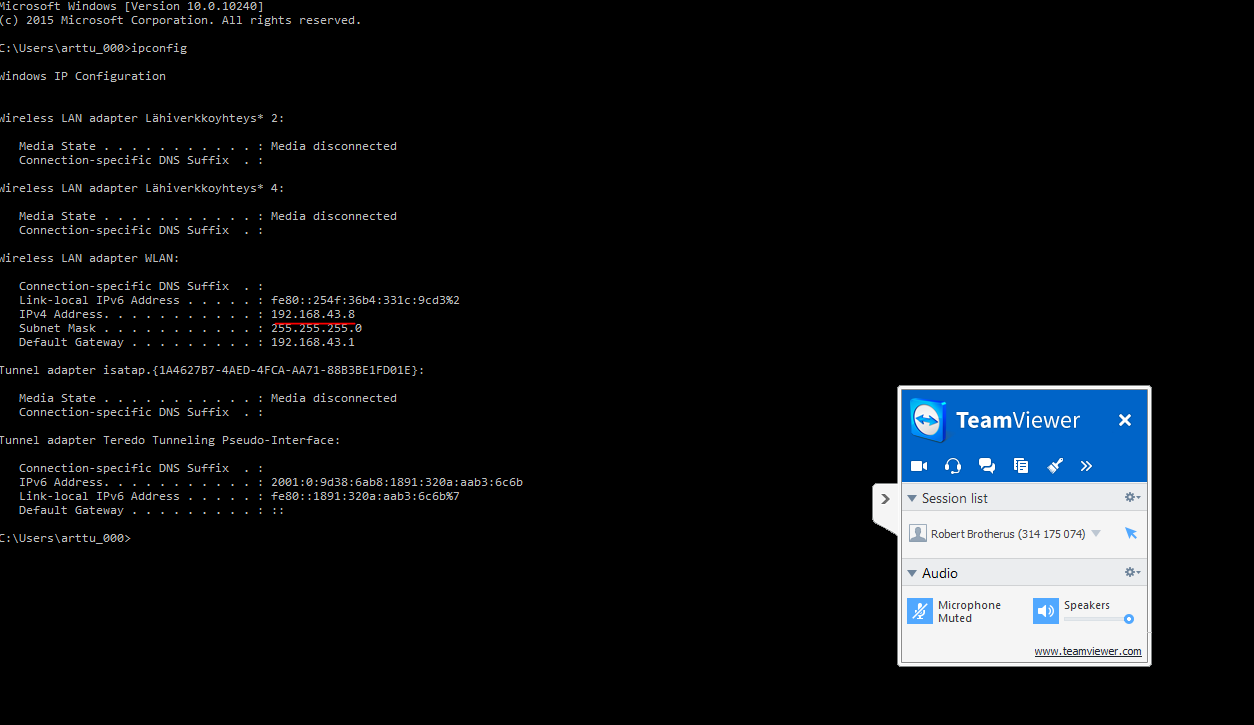 Microsoft Windows [Version 10.0.10240]
(c) 2015 Microsoft Corporation. All rights reserved.
C:\Users\arttu_000>ipconfig
Windows IP Configuration
Wireless LAN adapter Lähiverkkoyhteys* 2:
Media State . . . . . . . . . . . : Media disconnected
Connection-specific DNS Suffix  . :
Wireless LAN adapter Lähiverkkoyhteys* 4:
Media State . . . . . . . . . . . : Media disconnected
Connection-specific DNS Suffix  . :
Wireless LAN adapter WLAN:
Connection-specific DNS Suffix  . :
Link-local IPv6 Address . . . . . : fe80::254f:36b4:331c:9cd3%2
IPv4 Address. . . . . . . . . . . : 192.168.43.8
Subnet Mask . . . . . . . . . . . : 255.255.255.0
Default Gateway . . . . . . . . . : 192.168.43.1
Tunnel adapter isatap.{1A4627B7-4AED-4FCA-AA71-88B3BE1FD01E}:
Media State . . . . . . . . . . . : Media disconnected
Connection-specific DNS Suffix  . :
Tunnel adapter Teredo Tunneling Pseudo-Interface:
Connection-specific DNS Suffix  . :
IPv6 Address. . . . . . . . . . . : 2001:0:9d38:6ab8:1891:320a:aab3:6c6b
Link-local IPv6 Address . . . . . : fe80::1891:320a:aab3:6c6b%7
Default Gateway . . . . . . . . . : ::
C:\Users\arttu_000>
TeamViewer
Session list
Robert Brotherus (314 175 074)
Audio
Microphone
Muted
Speakers
www.teamviewer.com